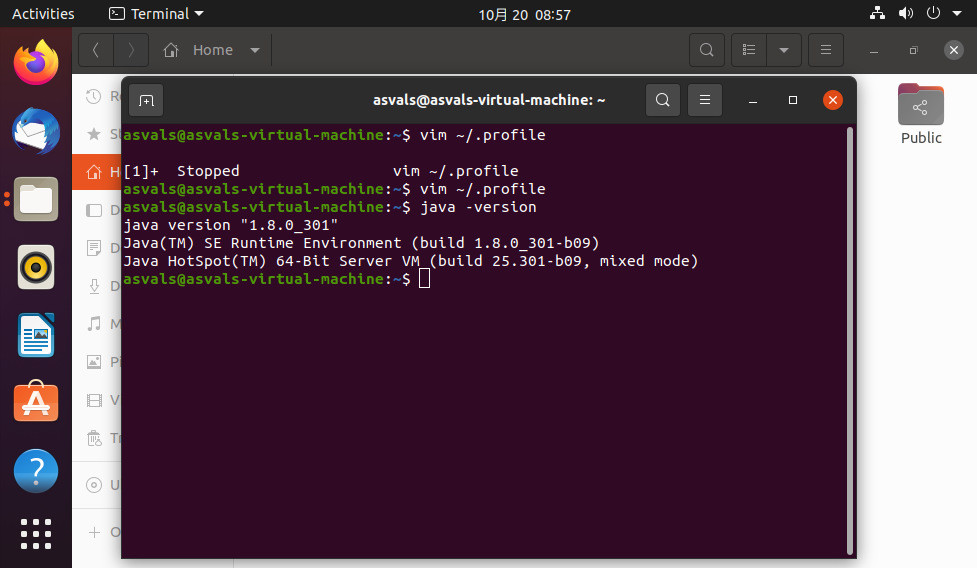 Activities
Terminal
10月 20 08:57
Home
asvals@asvals-virtual-machine: ~
Public
asvals@asvals-virtual-machine:~$ vim ~/.profile
[1]+  Stopped                 vim ~/.profile
asvals@asvals-virtual-machine:~$ vim ~/.profile
asvals@asvals-virtual-machine:~$ java -version
java version "1.8.0_301"
Java(TM) SE Runtime Environment (build 1.8.0_301-b09)
Java HotSpot(TM) 64-Bit Server VM (build 25.301-b09, mixed mode)
asvals@asvals-virtual-machine:~$